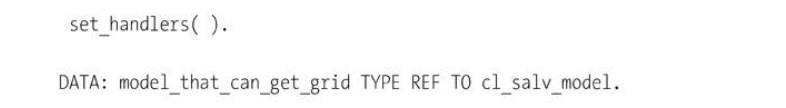 set_handlers( ).
DATA: model_that_can_get_grid TYPE REF TO cl_salv_model.